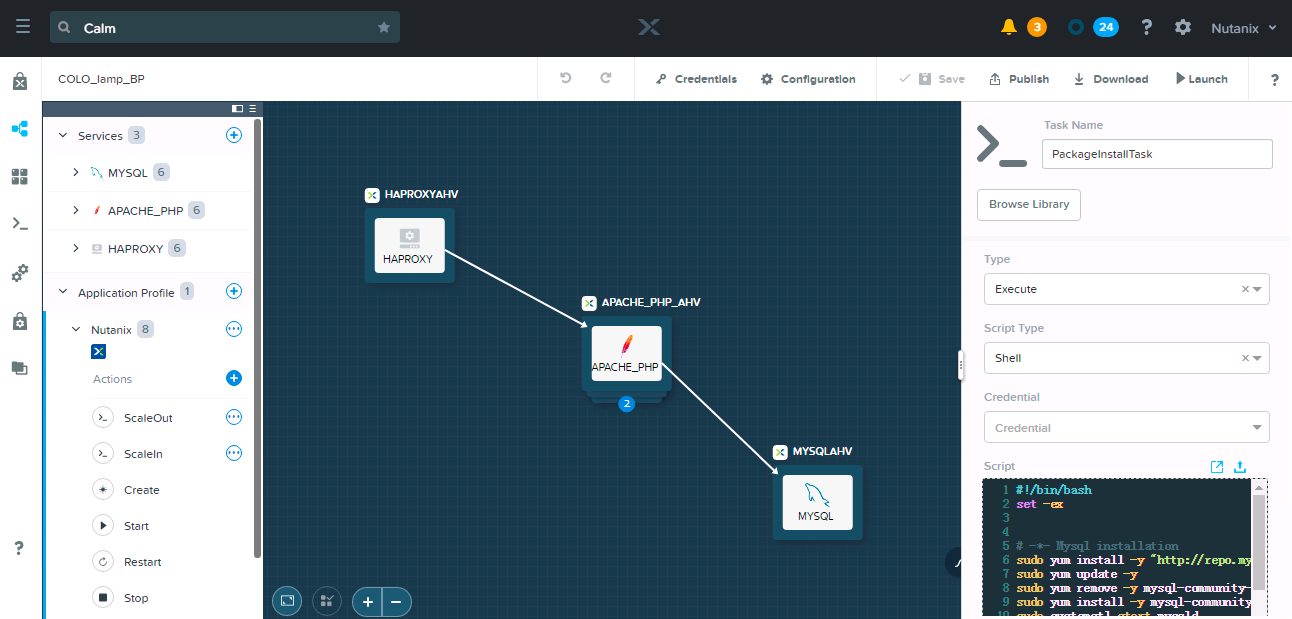 Calm
3
24
?
Nutanix
COLO_lamp_BP
Credentials
Configuration
Save
Publish
Download
Launch
?
Services 3
MYSQL 6
APACHE_PHP 6
HAPROXY 6
Application Profile 1
Nutanix 8
Actions
ScaleOut
ScaleIn
Create
Start
Restart
Stop
?
HAPROXYAHV
HAPROXY
APACHE_PHP_AHV
APACHE_PHP
2
MYSQLAHV
MYSQL
Task Name
PackageInstallTask
Browse Library
Type
Execute
Script Type
Shell
Credential
Credential
Script
1 #!/bin/bash
2 set -ex
3
4
5 # -*- Mysql installation
6 sudo yum install -y "http://repo.my
7 sudo yum update -y
8 sudo yum remove -y mysql-community-
9 sudo yum install -y mysql-community
10 sudo systemctl start mysqld